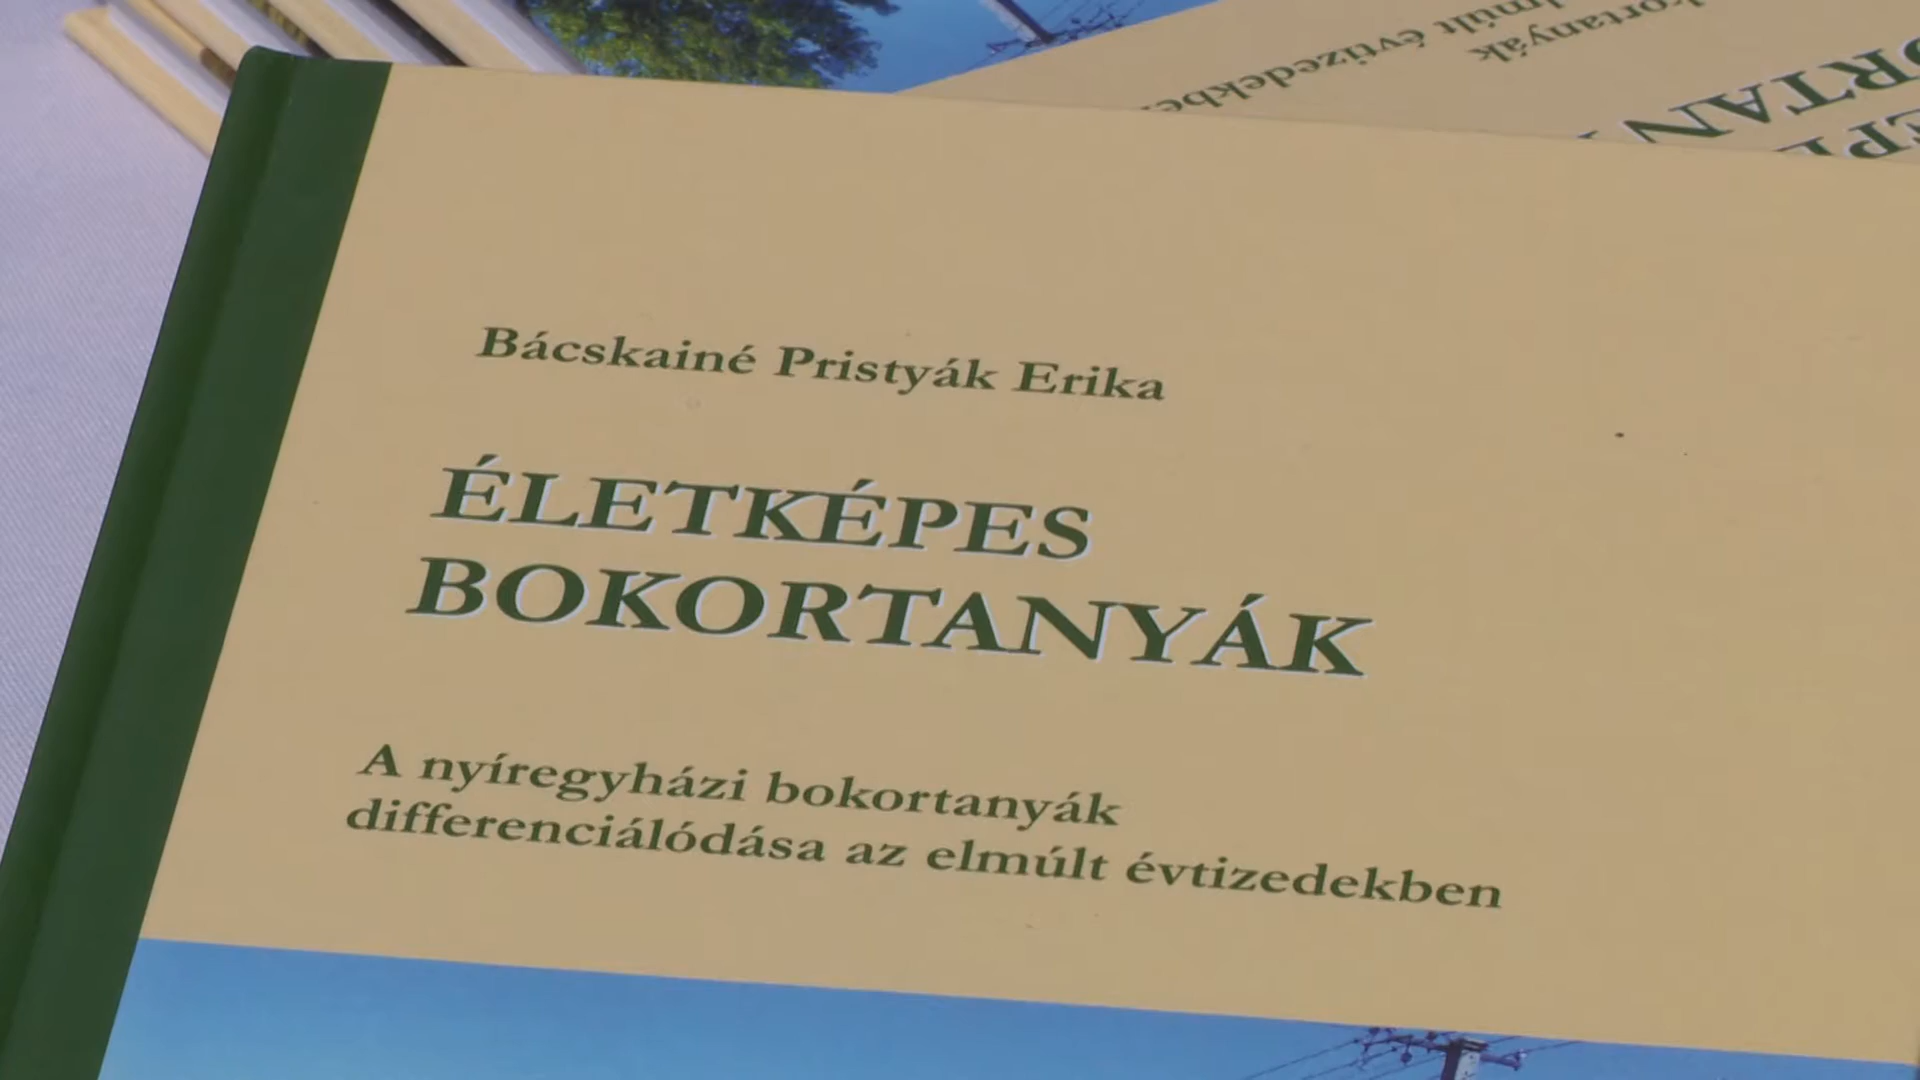 Bácskainé Pristyák Erika
ÉLETKÉPES
BOKORTANYÁK
A nyíregyházi bokortanyák
differenciálódása az elmúlt évtizedekben